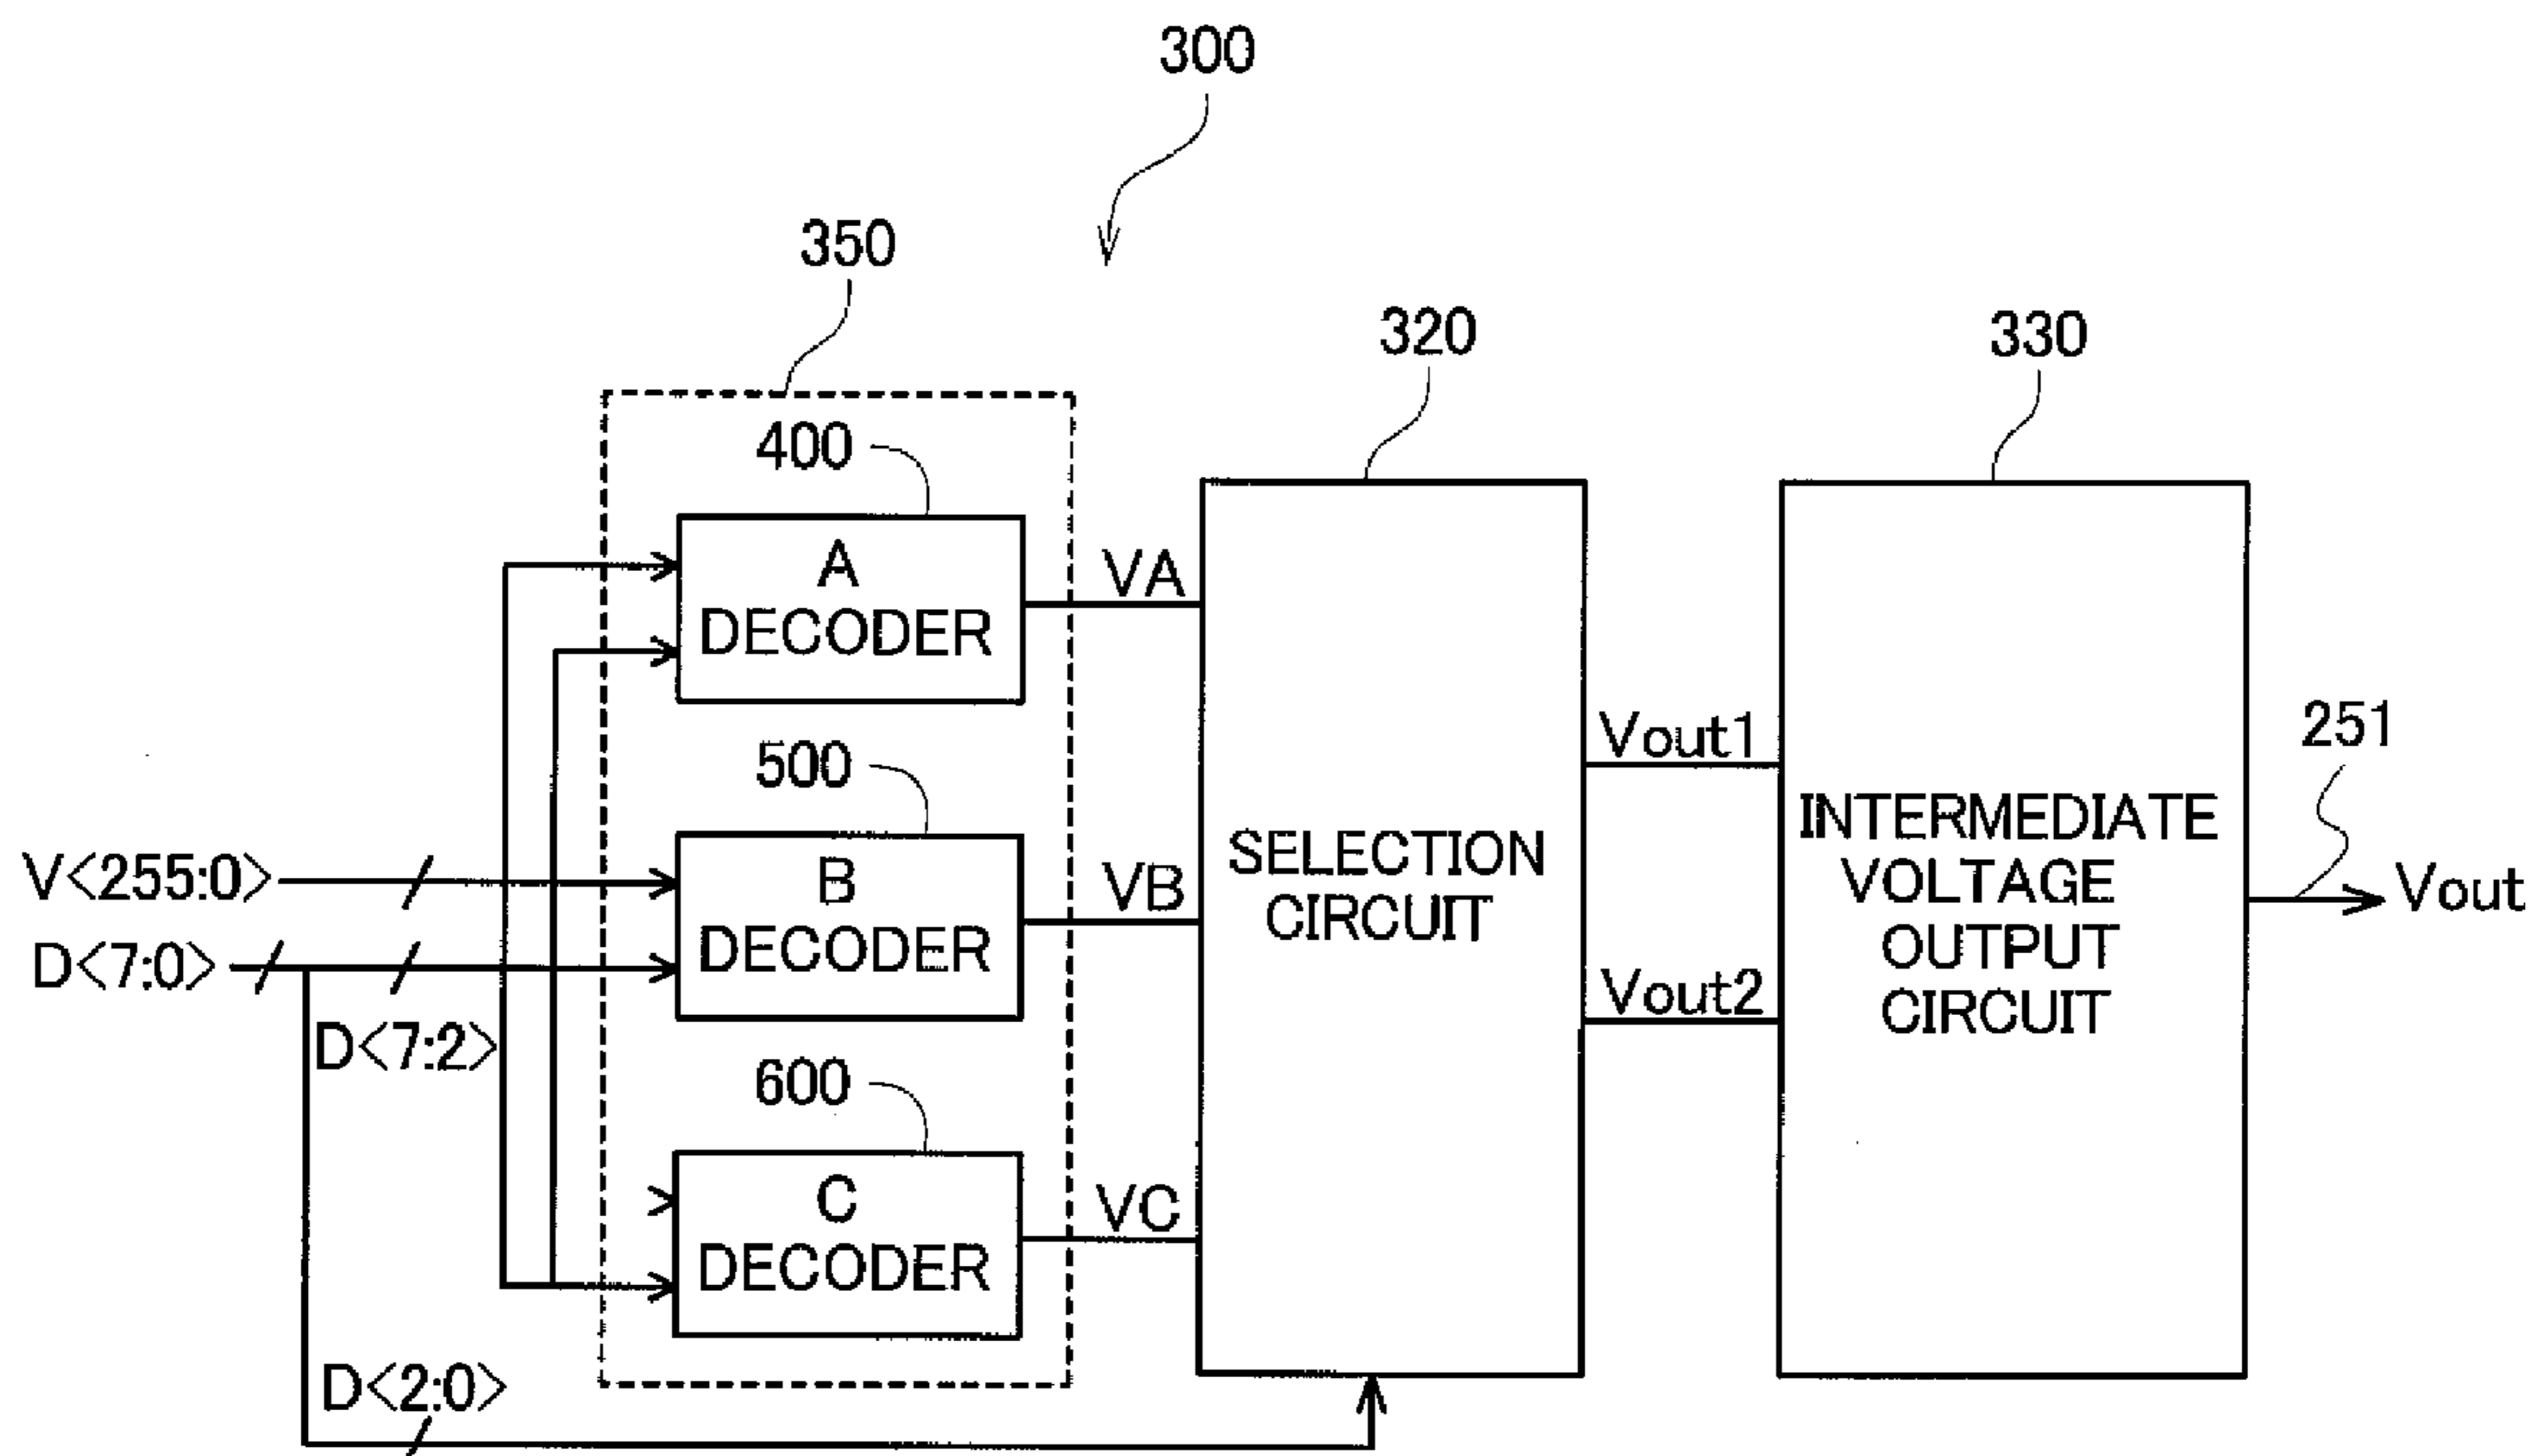 300
350
320
330
400
A
DECODER
VA
500
Vout1
251
V<255:0>
B
DECODER
VB
SELECTION
CIRCUIT
INTERMEDIATE
VOLTAGE
OUTPUT
CIRCUIT
Vout
D<7:0>
Vout2
D<7:2>
600
C
DECODER
VC
D<2:0>